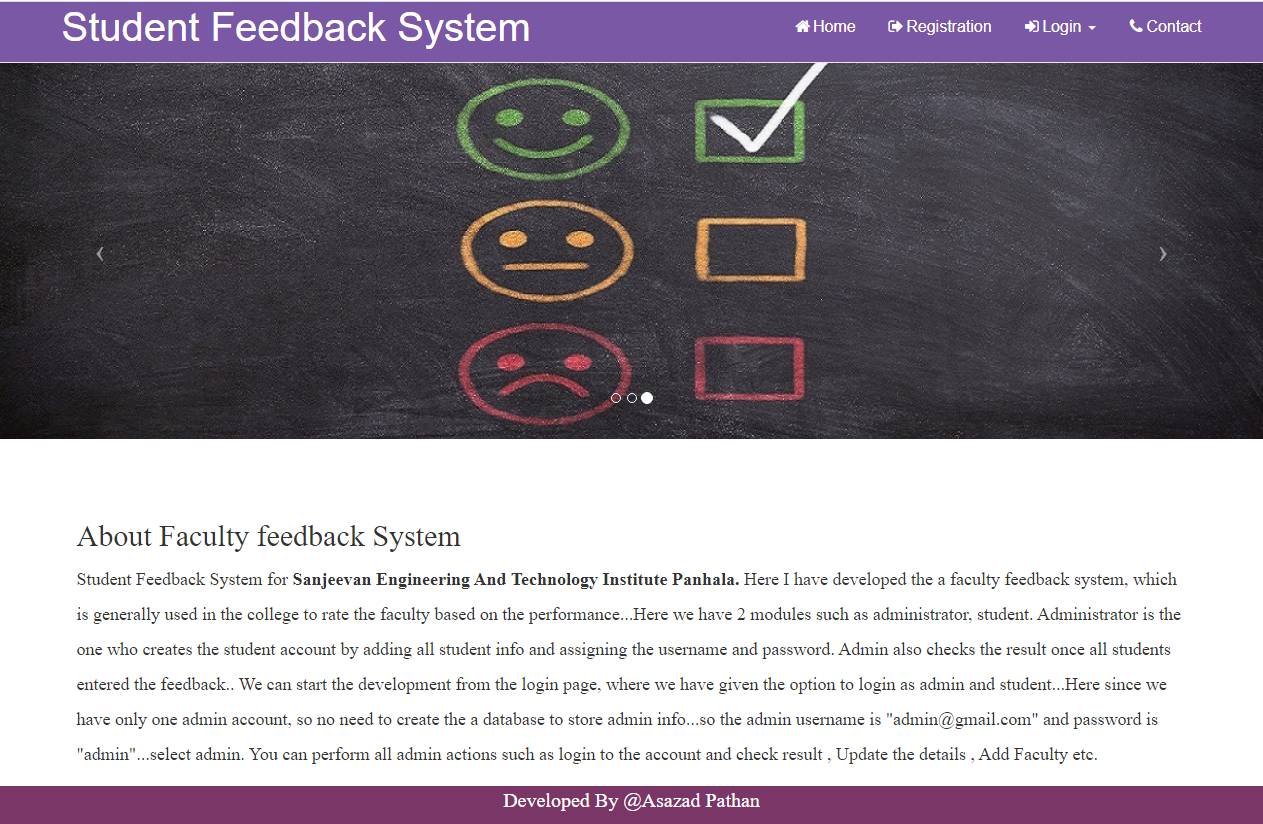 Student Feedback System
Home Registration Login Contact
About Faculty feedback System
Student Feedback System for Sanjeevan Engineering And Technology Institute Panhala. Here I have developed the a faculty feedback system, which
is generally used in the college to rate the faculty based on the performance...Here we have 2 modules such as administrator, student. Administrator is the
one who creates the student account by adding all student info and assigning the username and password. Admin also checks the result once all students
entered the feedback.. We can start the development from the login page, where we have given the option to login as admin and student...Here since we
have only one admin account, so no need to create the a database to store admin info...so the admin username is "admin@gmail.com" and password is
"admin"...select admin. You can perform all admin actions such as login to the account and check result , Update the details , Add Faculty etc.
Developed By @Asazad Pathan